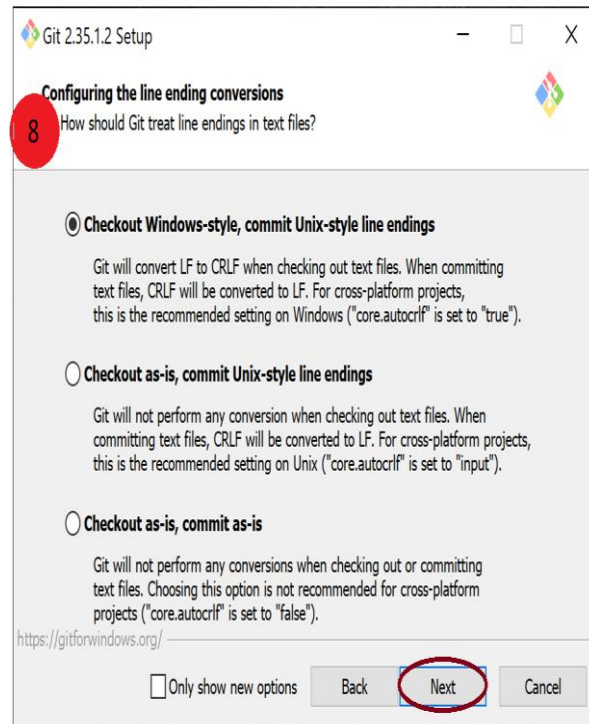 Git 2.35.1.2 Setup
Configuring the line ending conversions
8
How should Git treat line endings in text files?
Checkout Windows-style, commit Unix-style line endings
Git will convert LF to CRLF when checking out text files. When committing
text files, CRLF will be converted to LF. For cross-platform projects,
this is the recommended setting on Windows ("core.autocrlf" is set to "true").
Checkout as-is, commit Unix-style line endings
Git will not perform any conversion when checking out text files. When
committing text files, CRLF will be converted to LF. For cross-platform projects,
this is the recommended setting on Unix ("core.autocrlf" is set to "input").
Checkout as-is, commit as-is
Git will not perform any conversions when checking out or committing
text files. Choosing this option is not recommended for cross-platform
projects ("core.autocrlf" is set to "false").
https://gitforwindows.org/
Only show new options Back Next Cancel